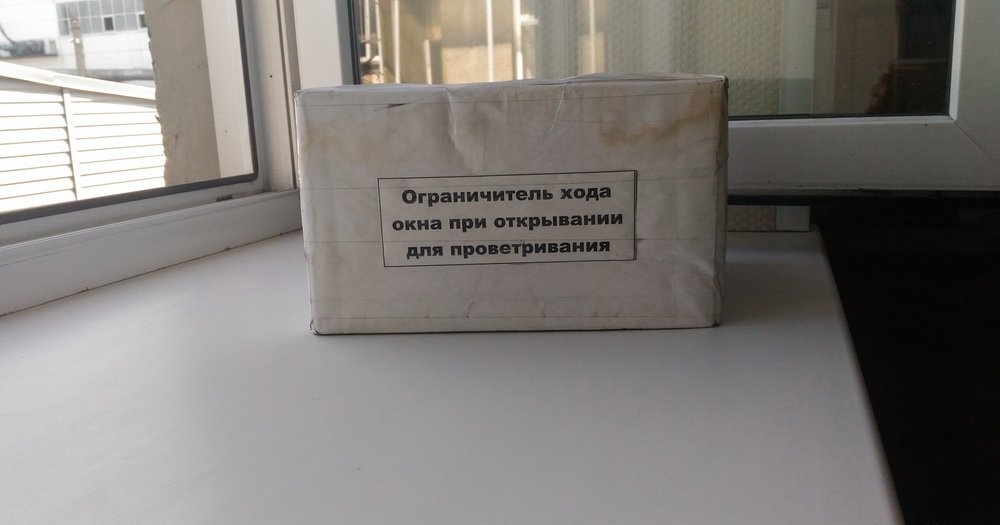 Ограничитель хода
окна при открывании
для проветривания